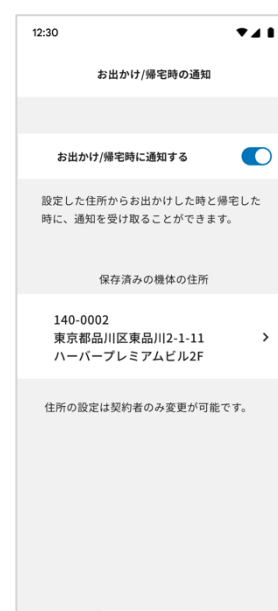 12:30
お出かけ/帰宅時の通知
お出かけ/帰宅時に通知する
設定した住所からお出かけした時と帰宅した
時に、通知を受け取ることができます。
保存済みの機体の住所
140-0002
東京都品川区東品川2-1-11
ハーバープレミアムビル2F
住所の設定は契約者のみ変更が可能です。